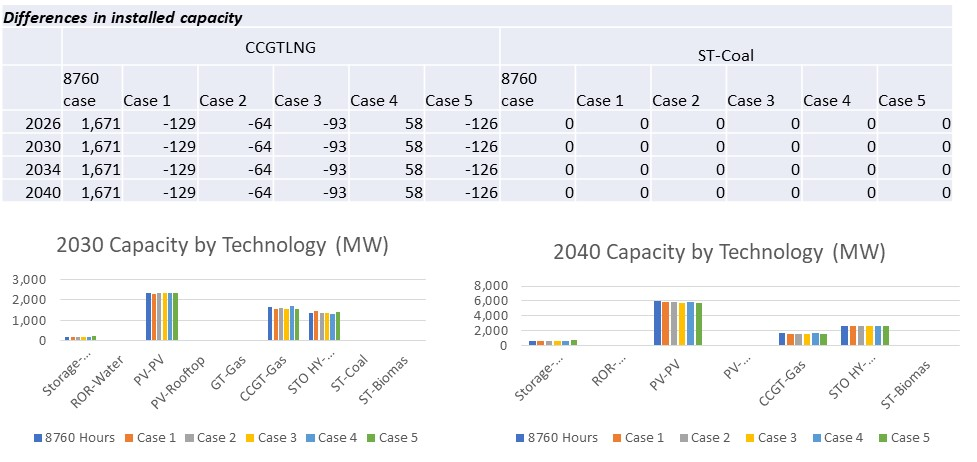 Differences in installed capacity
CCGTLNG ST-Coal
8760 case Case 1 Case 2 Case 3 Case 4 Case 5 8760 case Case 1 Case 2 Case 3 Case 4 Case 5
2026 1,671 -129 -64 -93 58 -126 0 0 0 0 0 0
2030 1,671 -129 -64 -93 58 -126 0 0 0 0 0 0
2034 1,671 -129 -64 -93 58 -126 0 0 0 0 0 0
2040 1,671 -129 -64 -93 58 -126 0 0 0 0 0 0
2030 Capacity by Technology (MW)
3,000
2,000
1,000
0
Storage-... ROR-Water PV-PV PV-Rooftop GT-Gas CCGT-Gas STO HY-... ST-Coal ST-Biomas
8760 Hours Case 1 Case 2 Case 3 Case 4 Case 5
2040 Capacity by Technology (MW)
8,000
6,000
4,000
2,000
0
Storage-... ROR-... PV-PV PV-... CCGT-Gas STO HY-... ST-Biomas
8760 Hours Case 1 Case 2 Case 3 Case 4 Case 5